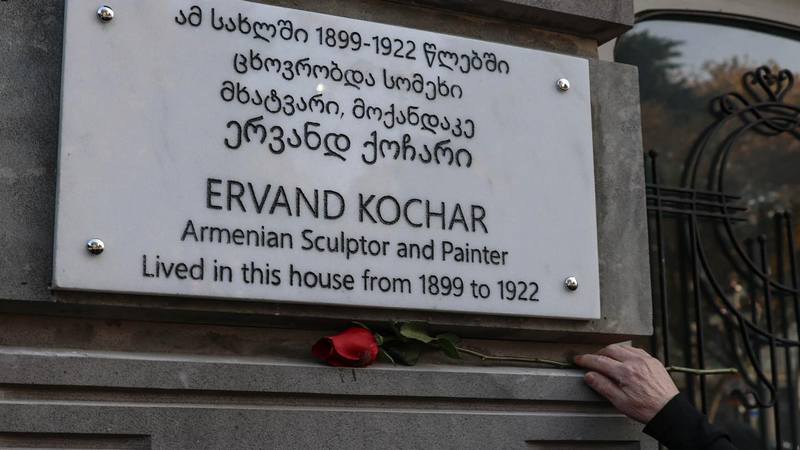 ამ სახლში 1899-1922 წლებში
ცხოვრობდა სომეხი
მხატვარი, მოქანდაკე
ერვანდ ქოჩარი
ERVAND KOCHAR
Armenian Sculptor and Painter
Lived in this house from 1899 to 1922